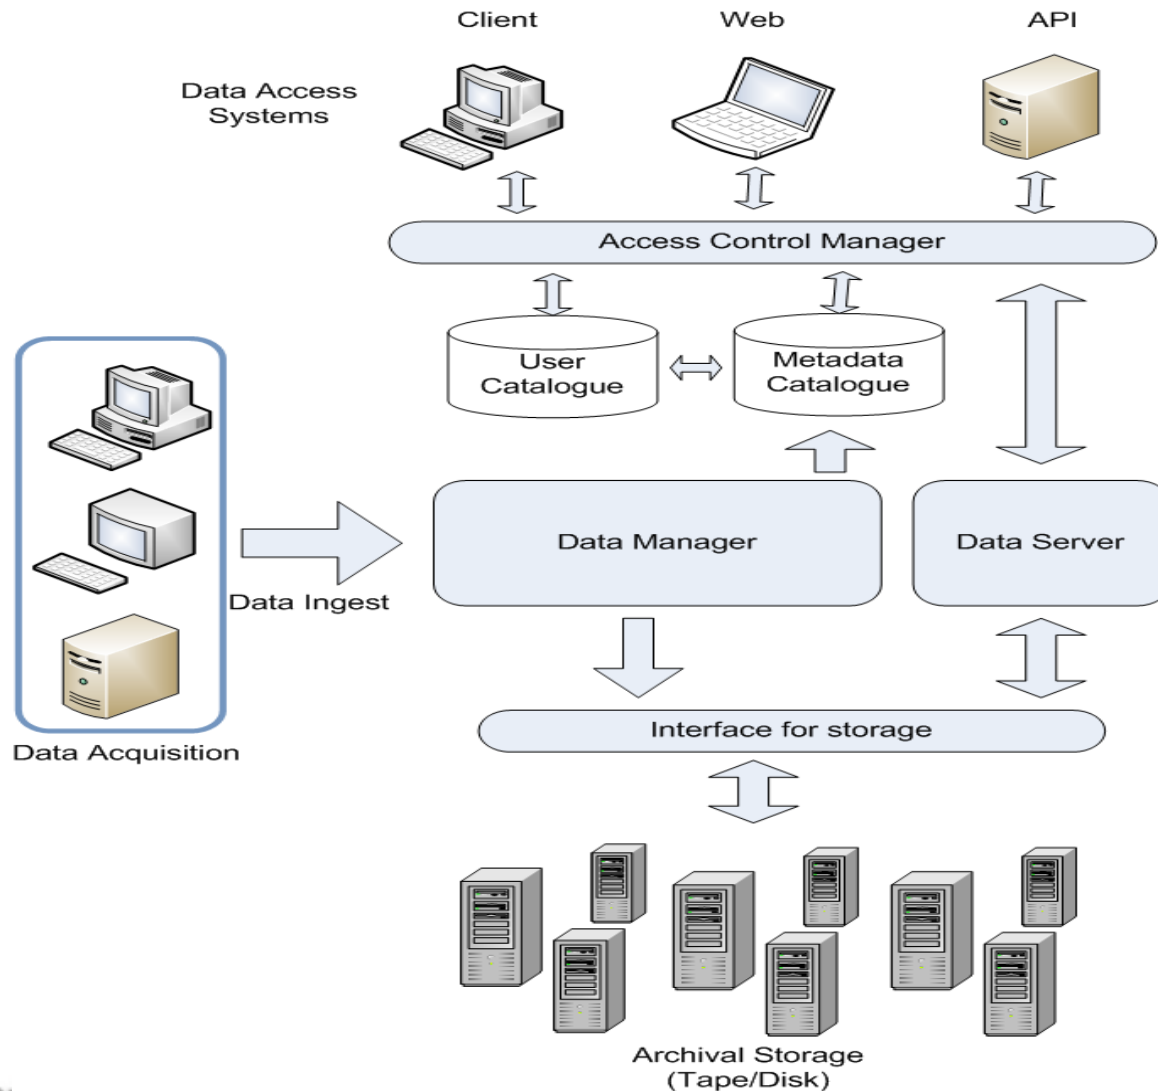 Client
Web
API
Data Access
Systems
Access Control Manager
User
Catalogue
Metadata
Catalogue
Data Manager
Data Server
Data Ingest
Interface for storage
Data Acquisition
Archival Storage
(Tape/Disk)